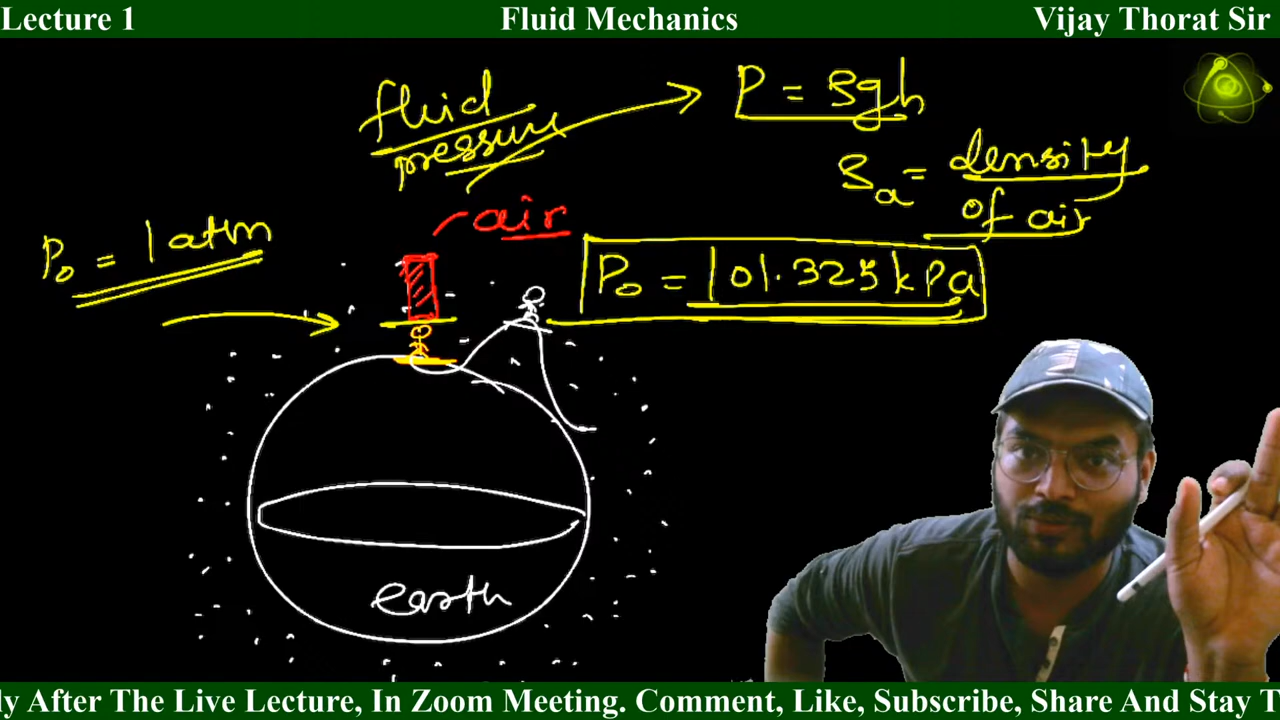 Lecture 1 Fluid Mechanics Vijay Thorat Sir
fluid
pressure
P = ρgh
ρa = density
of air
air
P₀ = 1 atm
P₀ = 101.325 kPa
earth
ly After The Live Lecture, In Zoom Meeting. Comment, Like, Subscribe, Share And Stay T